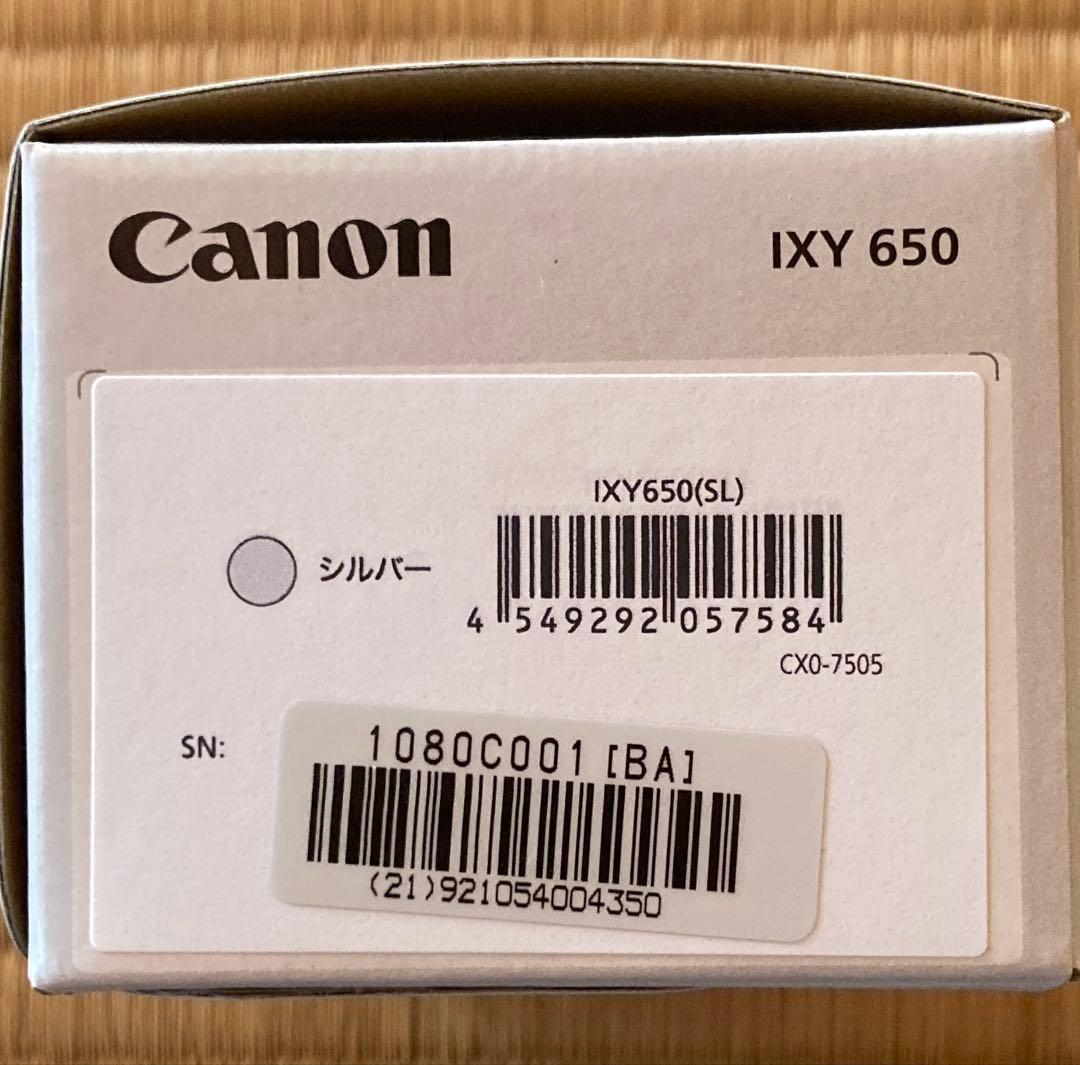 Canon
IXY 650
IXY650(SL)
シルバー
4 549292 057584
CX0-7505
SN:
1080C001 [BA]
(21)921054004350